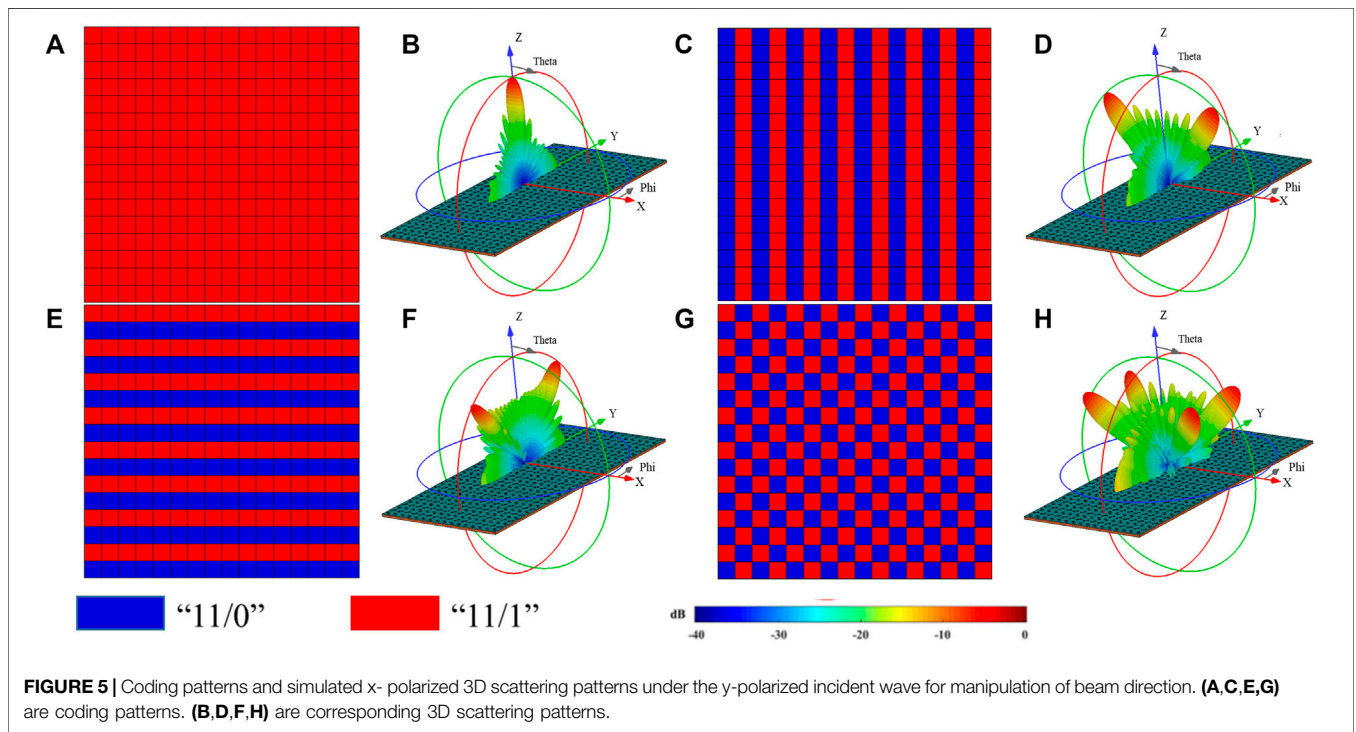 A
B
Z
Theta
Y
Phi
X
C
D
Z
Theta
Y
Phi
X
E
F
Z
Theta
Y
Phi
X
G
H
Z
Theta
Y
Phi
X
“11/0”
“11/1”
dB
-40
-30
-20
-10
0
FIGURE 5 | Coding patterns and simulated x- polarized 3D scattering patterns under the y-polarized incident wave for manipulation of beam direction. (A,C,E,G)
are coding patterns. (B,D,F,H) are corresponding 3D scattering patterns.